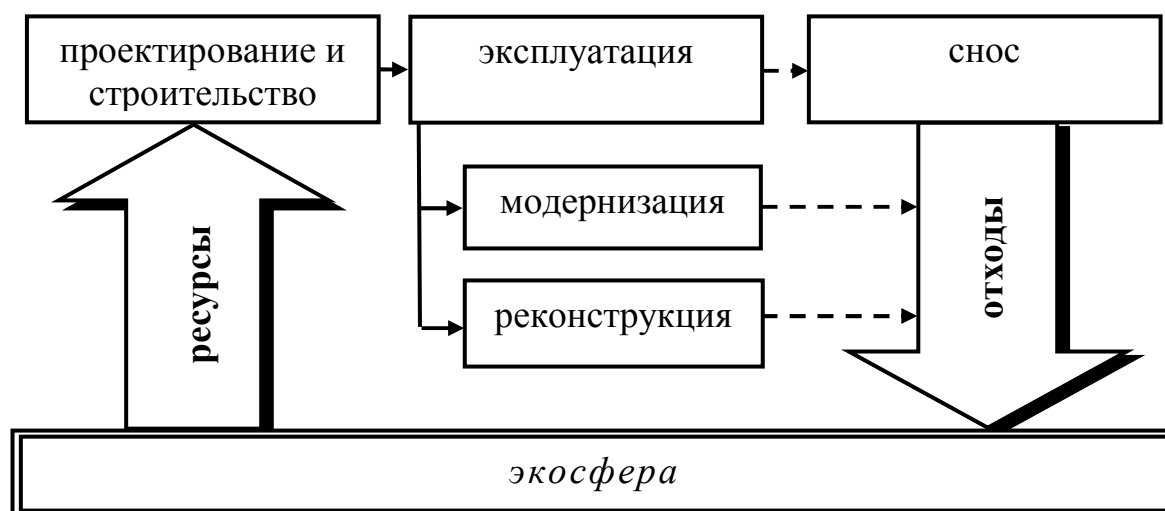 проектирование и
строительство
эксплуатация
снос
модернизация
реконструкция
ресурсы
отходы
экосфера